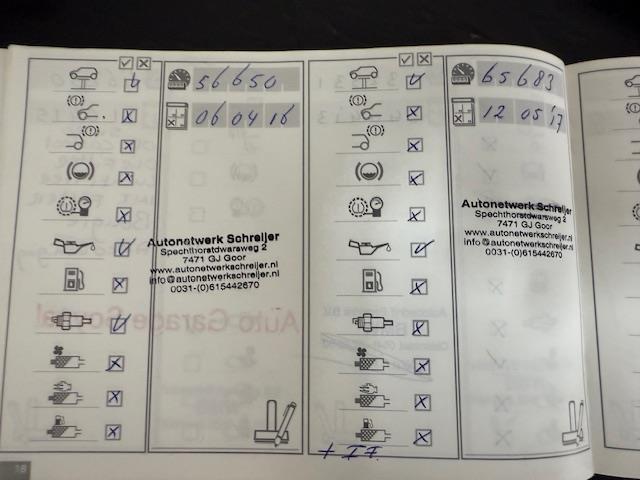 56650
06 04 16
Autonetwerk Schreijer
Spechthorstdwarsweg 2
7471 GJ Goor
www.autonetwerkschreijer.nl
info@autonetwerkschreijer.nl
0031-(0)615442670
18
65683
12 05 17
Autonetwerk Schreijer
Spechthorstdwarsweg 2
7471 GJ Goor
www.autonetwerkschreijer.nl
info@autonetwerkschreijer.nl
0031-(0)615442670
+ II